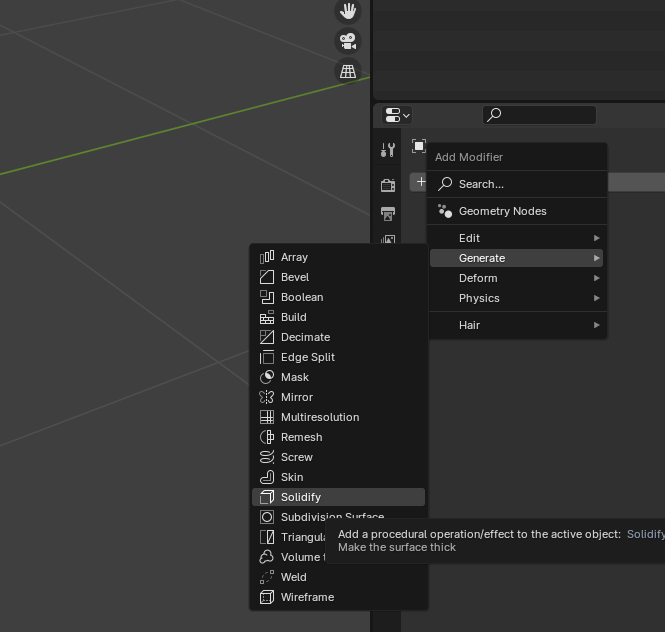 Add Modifier
Search...
Geometry Nodes
Edit
Generate
Deform
Physics
Hair
Array
Bevel
Boolean
Build
Decimate
Edge Split
Mask
Mirror
Multiresolution
Remesh
Screw
Skin
Solidify
Subdivision Surface
Triangula
Volume t
Weld
Wireframe
Add a procedural operation/effect to the active object: Solidify
Make the surface thick